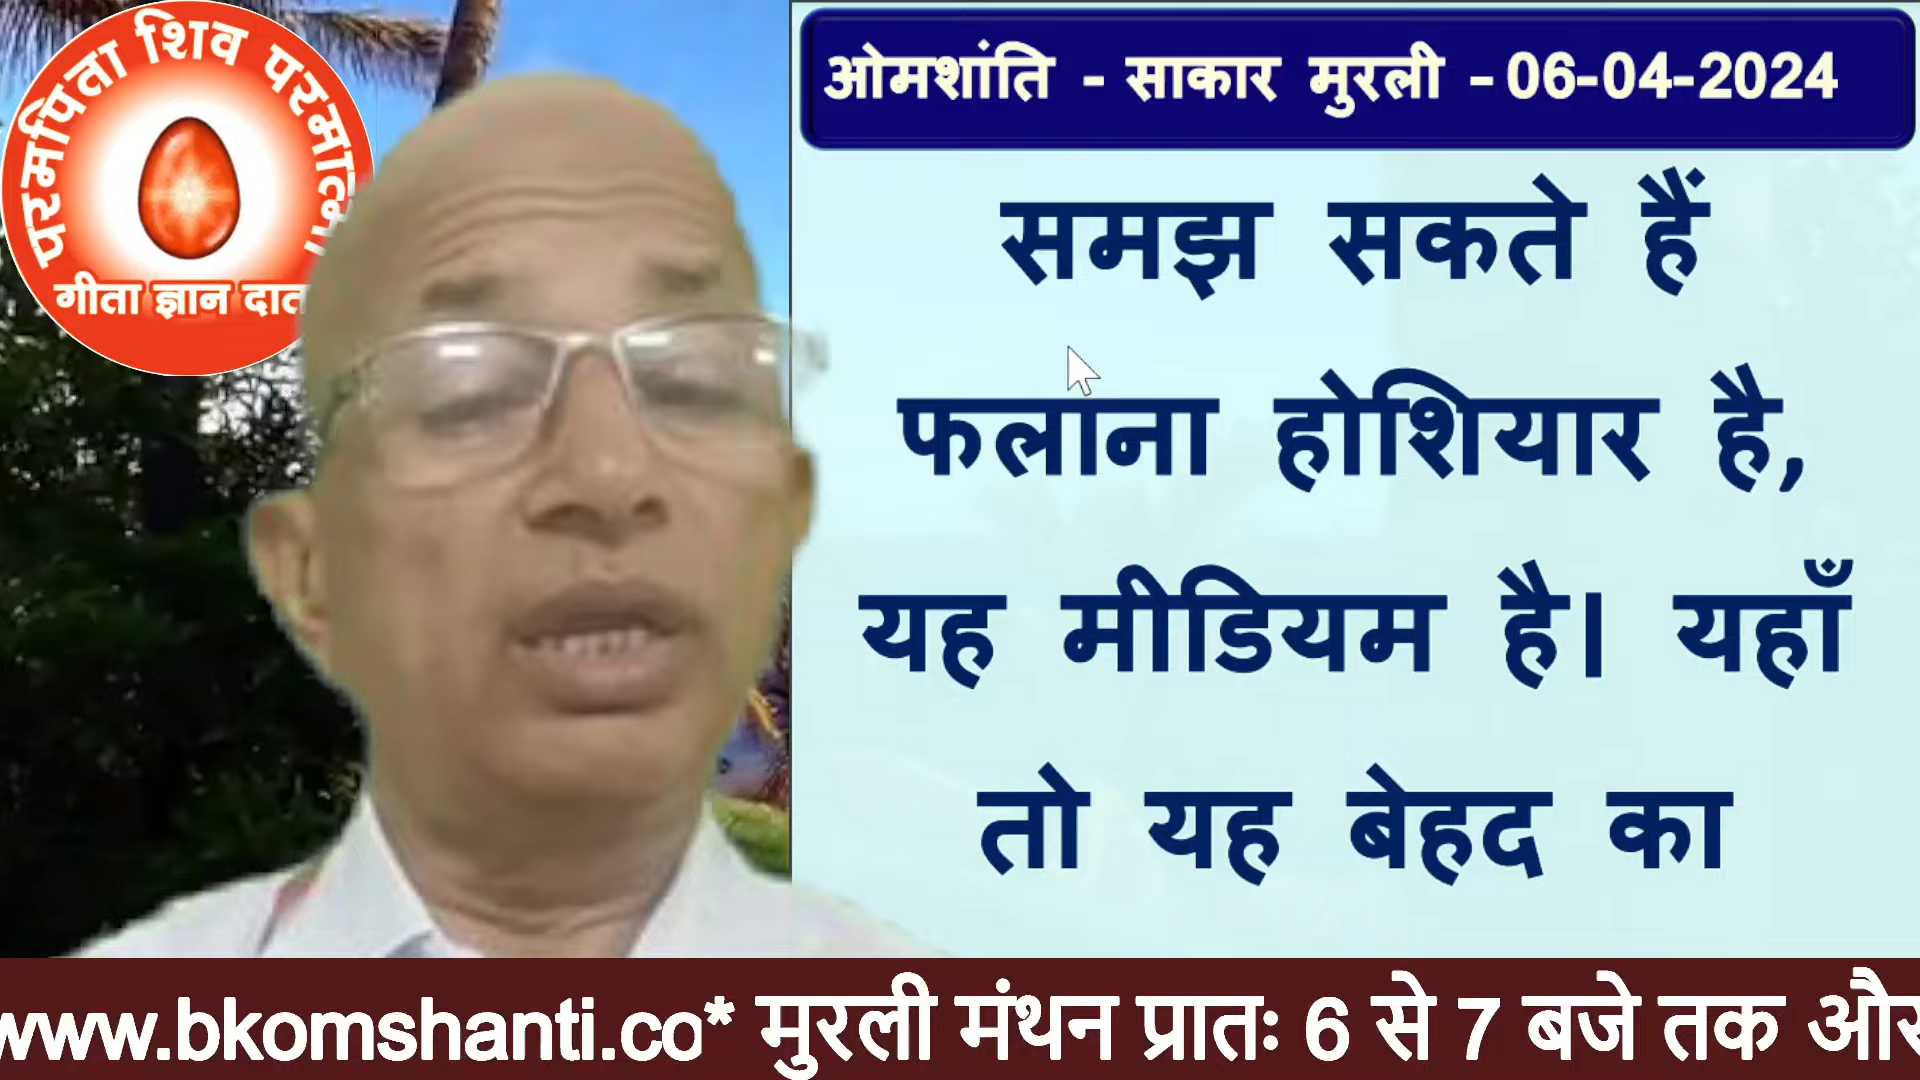 परमपिता शिव परमात्मा
गीता ज्ञान दात
ओमशांति - साकार मुरली - 06-04-2024
समझ सकते हैं
फलाना होशियार है,
यह मीडियम है। यहाँ
तो यह बेहद का
www.bkomshanti.co* मुरली मंथन प्रातः 6 से 7 बजे तक और